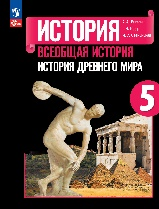 ИСТОРИЯ
ВСЕОБЩАЯ ИСТОРИЯ
ИСТОРИЯ ДРЕВНЕГО МИРА
5